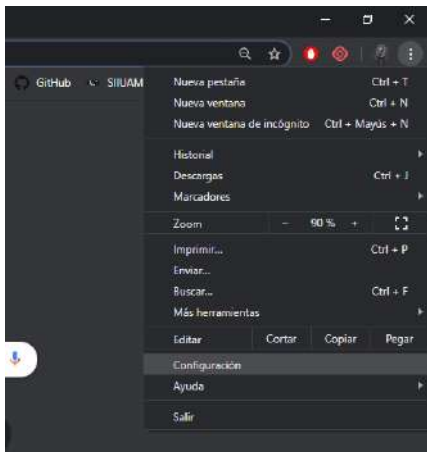 GitHub SIIUAM
Nueva pestaña Ctrl + T
Nueva ventana Ctrl + N
Nueva ventana de incógnito Ctrl + Mayús + N
Historial
Descargas Ctrl + J
Marcadores
Zoom - 90 % +
Imprimir... Ctrl + P
Enviar...
Buscar... Ctrl + F
Más herramientas
Editar Cortar Copiar Pegar
Configuración
Ayuda
Salir